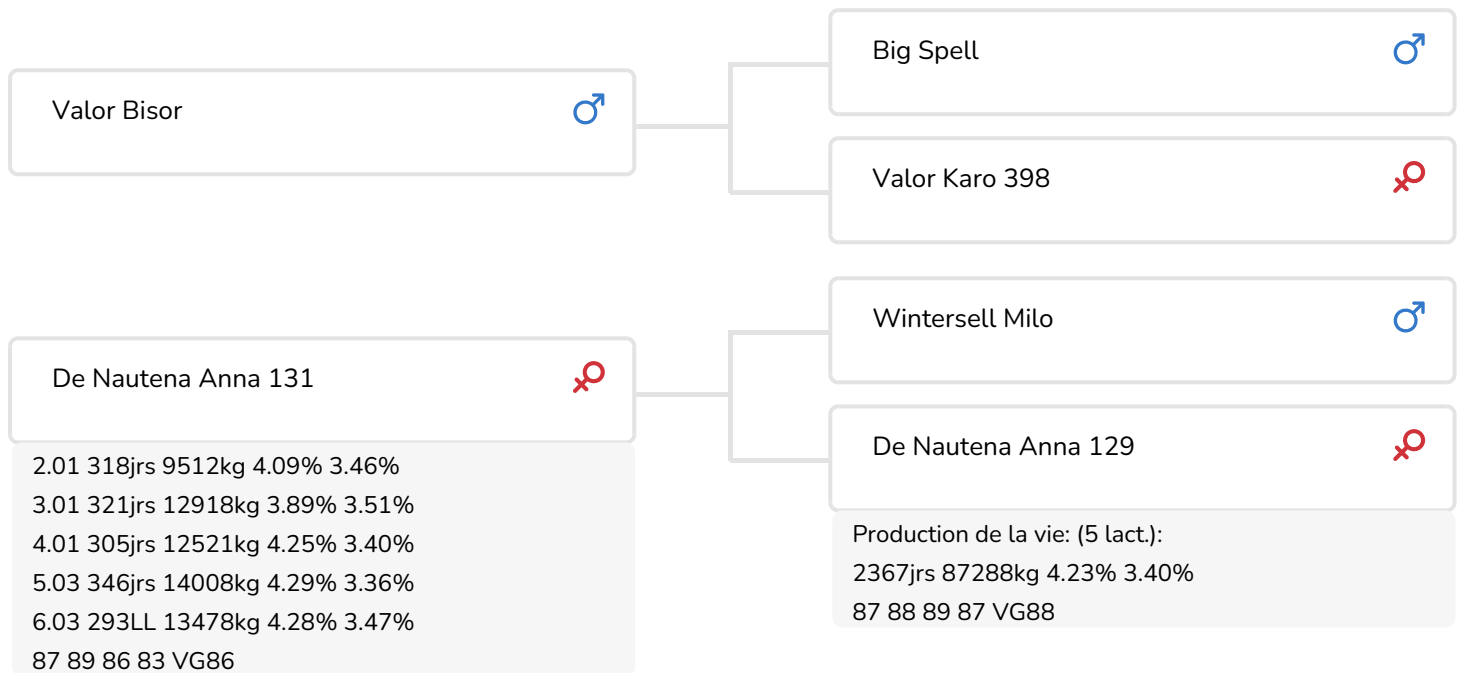 Valor Bisor
Big Spell
Valor Karo 398
De Nautena Anna 131
2.01 318jrs 9512kg 4.09% 3.46%
3.01 321jrs 12918kg 3.89% 3.51%
4.01 305jrs 12521kg 4.25% 3.40%
5.03 346jrs 14008kg 4.29% 3.36%
6.03 293LL 13478kg 4.28% 3.47%
87 89 86 83 VG86
Wintersell Milo
De Nautena Anna 129
Production de la vie: (5 lact.):
2367jrs 87288kg 4.23% 3.40%
87 88 89 87 VG88